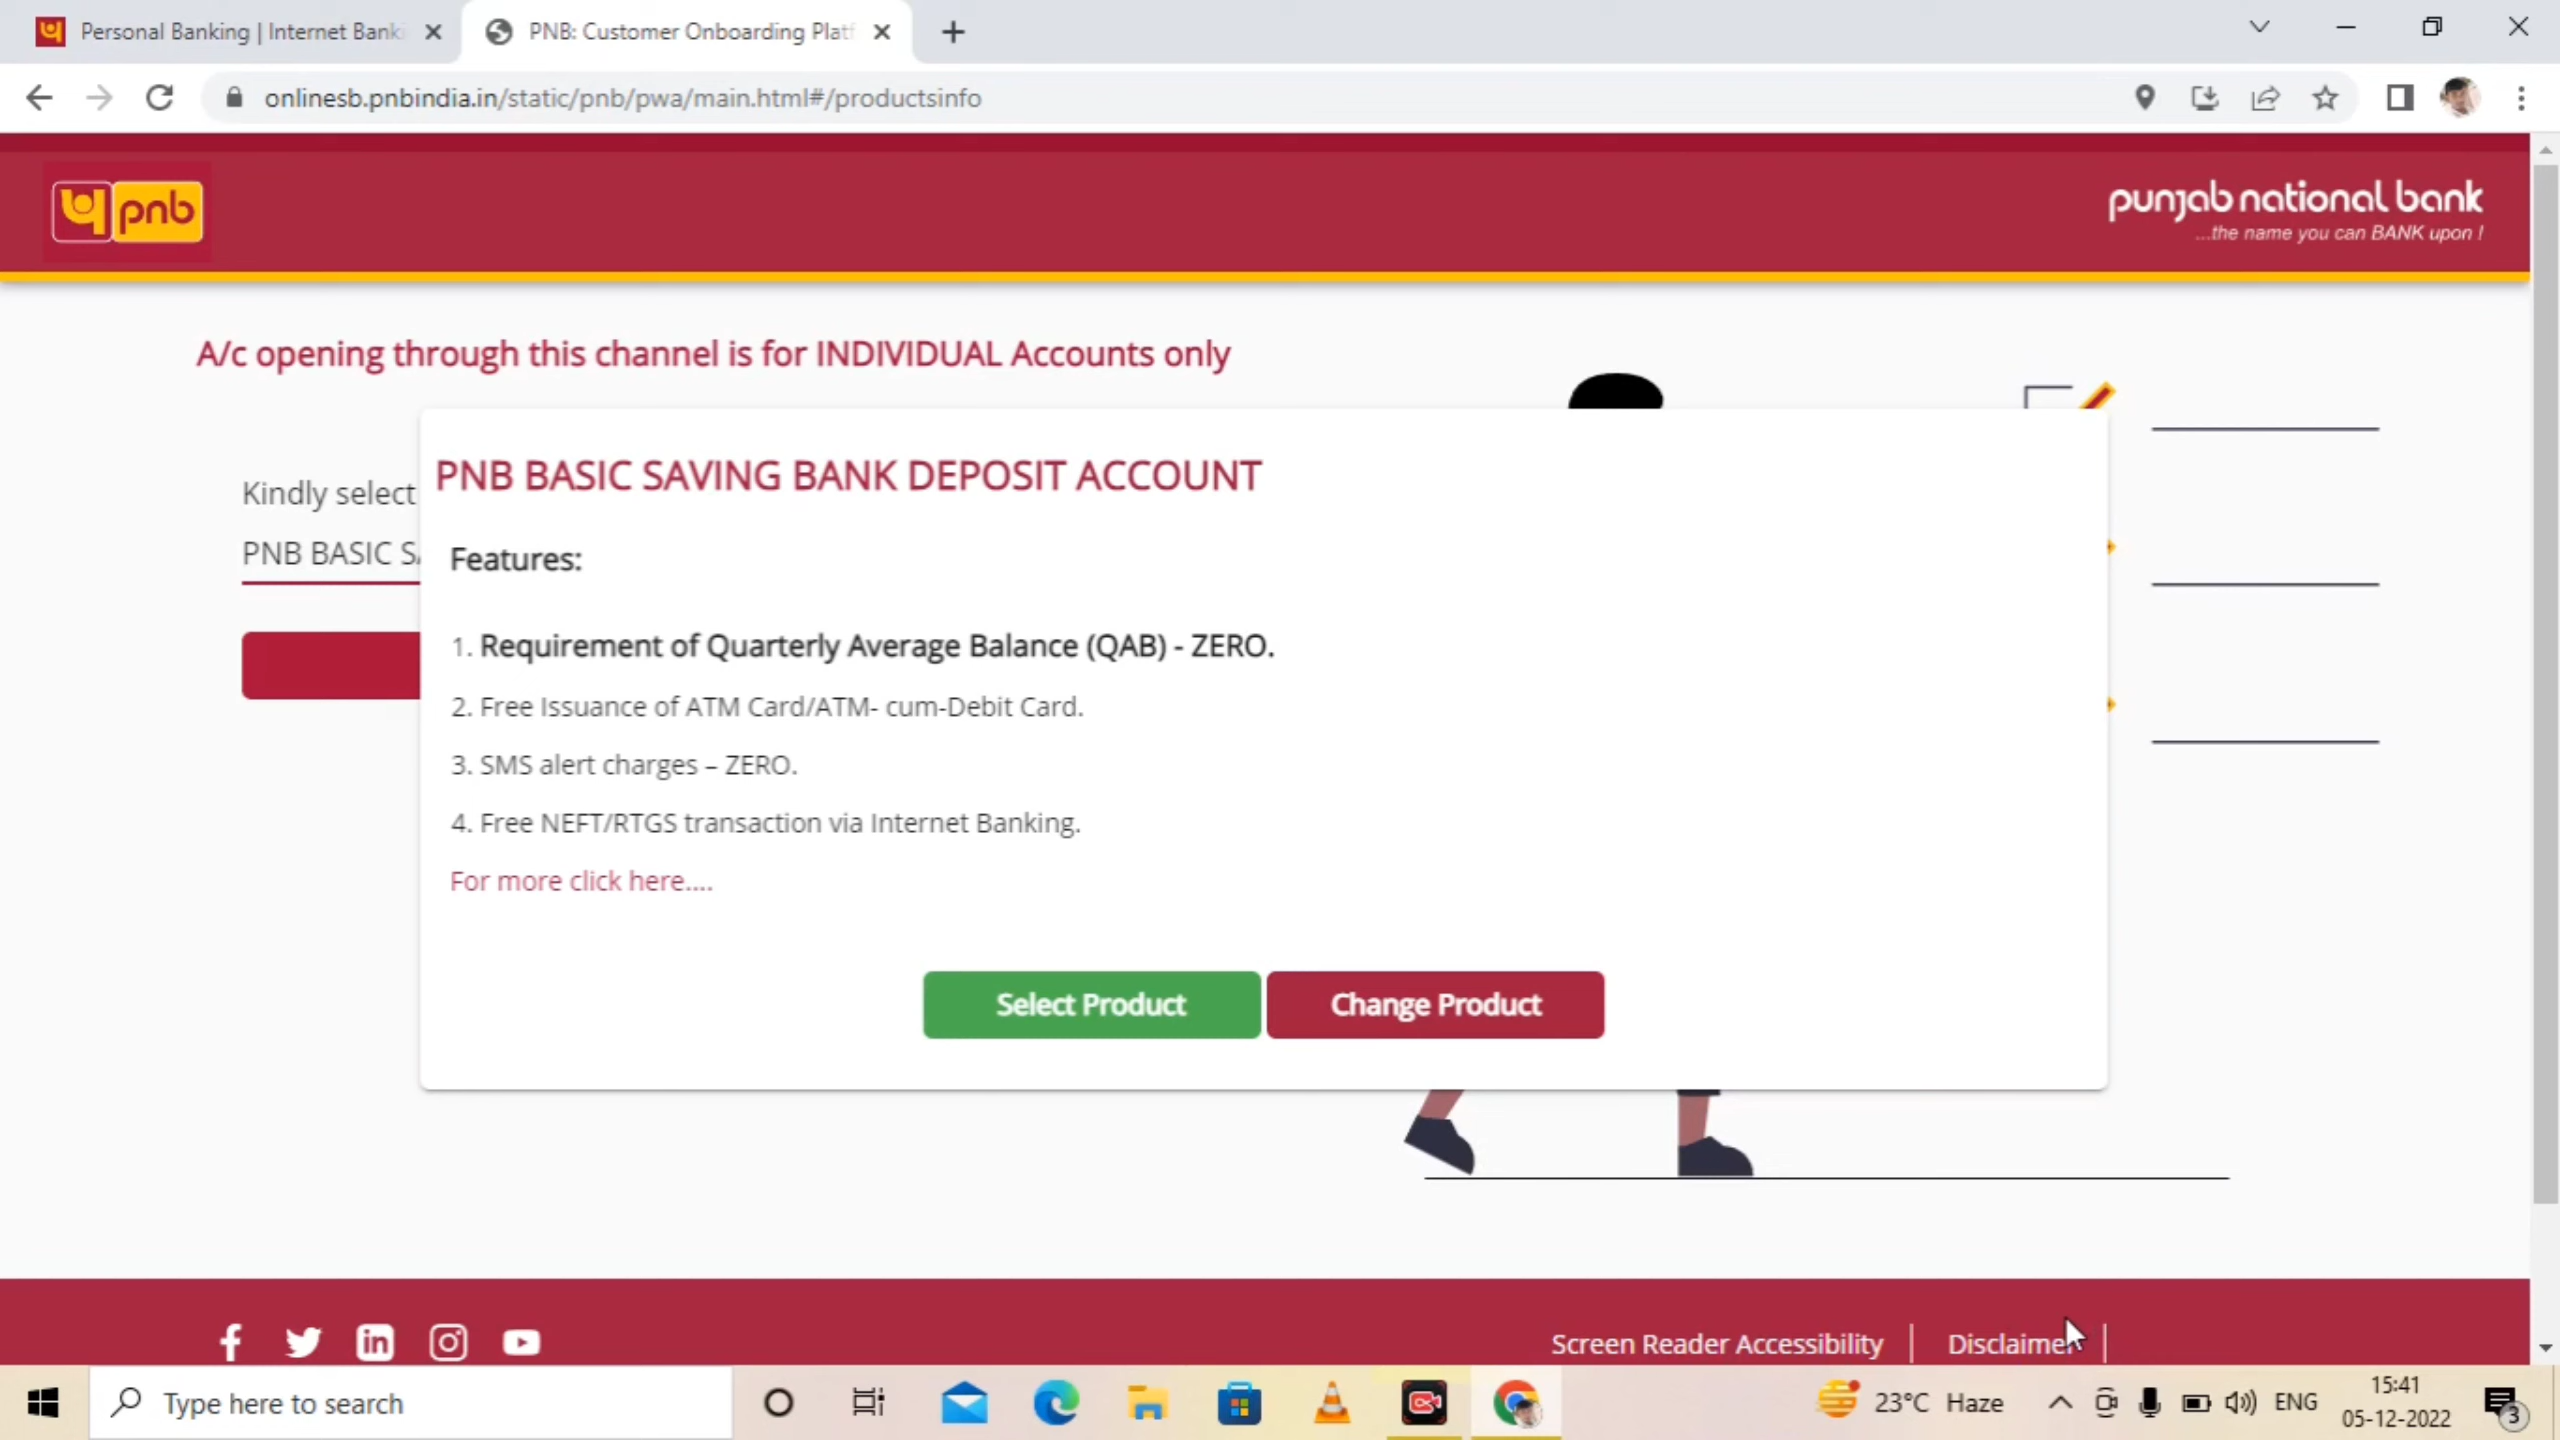 Personal Banking | Internet Banki
PNB: Customer Onboarding Platf
onlinesb.pnbindia.in/static/pnb/pwa/main.html#/productsinfo
प pnb
punjab national bank
...the name you can BANK upon !
A/c opening through this channel is for INDIVIDUAL Accounts only
Kindly select
PNB BASIC SA
PNB BASIC SAVING BANK DEPOSIT ACCOUNT
Features:
1. Requirement of Quarterly Average Balance (QAB) - ZERO.
2. Free Issuance of ATM Card/ATM- cum-Debit Card.
3. SMS alert charges – ZERO.
4. Free NEFT/RTGS transaction via Internet Banking.
For more click here....
Select Product
Change Product
Screen Reader Accessibility
Disclaimer
Type here to search
23°C Haze
ENG
15:41
05-12-2022
3